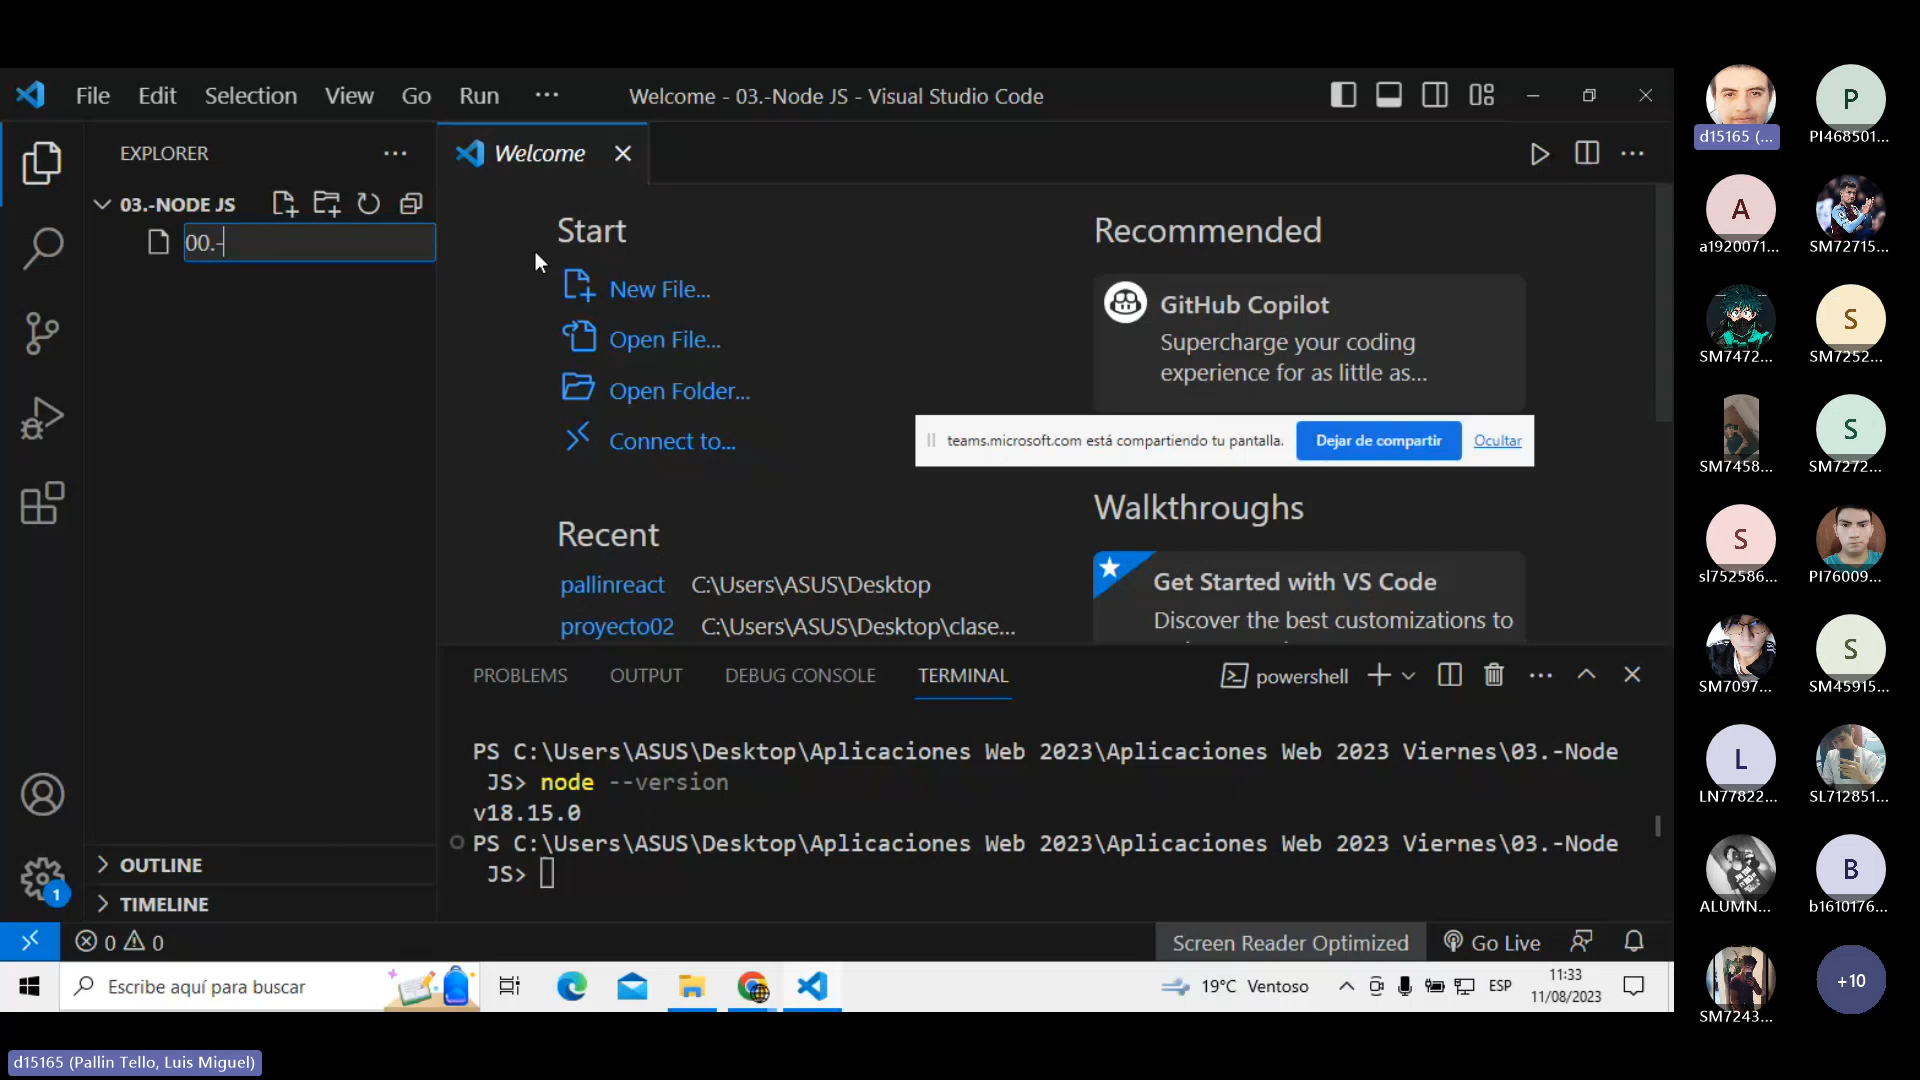 File Edit Selection View Go Run ···
Welcome - 03.-Node JS - Visual Studio Code
EXPLORER
03.-NODE JS
00.-
Welcome
Start
New File...
Open File...
Open Folder...
Connect to...
Recent
pallinreact C:\Users\ASUS\Desktop
proyecto02 C:\Users\ASUS\Desktop\clase...
Recommended
GitHub Copilot
Supercharge your coding
experience for as little as...
teams.microsoft.com está compartiendo tu pantalla. Dejar de compartir Ocultar
Walkthroughs
Get Started with VS Code
Discover the best customizations to
PROBLEMS OUTPUT DEBUG CONSOLE TERMINAL
powershell
PS C:\Users\ASUS\Desktop\Aplicaciones Web 2023\Aplicaciones Web 2023 Viernes\03.-Node
JS> node --version
v18.15.0
PS C:\Users\ASUS\Desktop\Aplicaciones Web 2023\Aplicaciones Web 2023 Viernes\03.-Node
JS>
OUTLINE
TIMELINE
1
0 0
Screen Reader Optimized Go Live
Escribe aquí para buscar
19°C Ventoso
ESP
11:33
11/08/2023
d15165 (...
P
PI468501...
A
a1920071...
SM72715...
SM7472...
S
SM7252...
SM7458...
S
SM7272...
S
sl752586...
PI76009...
SM7097...
S
SM45915...
L
LN77822...
SL712851...
ALUMN...
B
b1610176...
SM7243...
+10
d15165 (Pallin Tello, Luis Miguel)